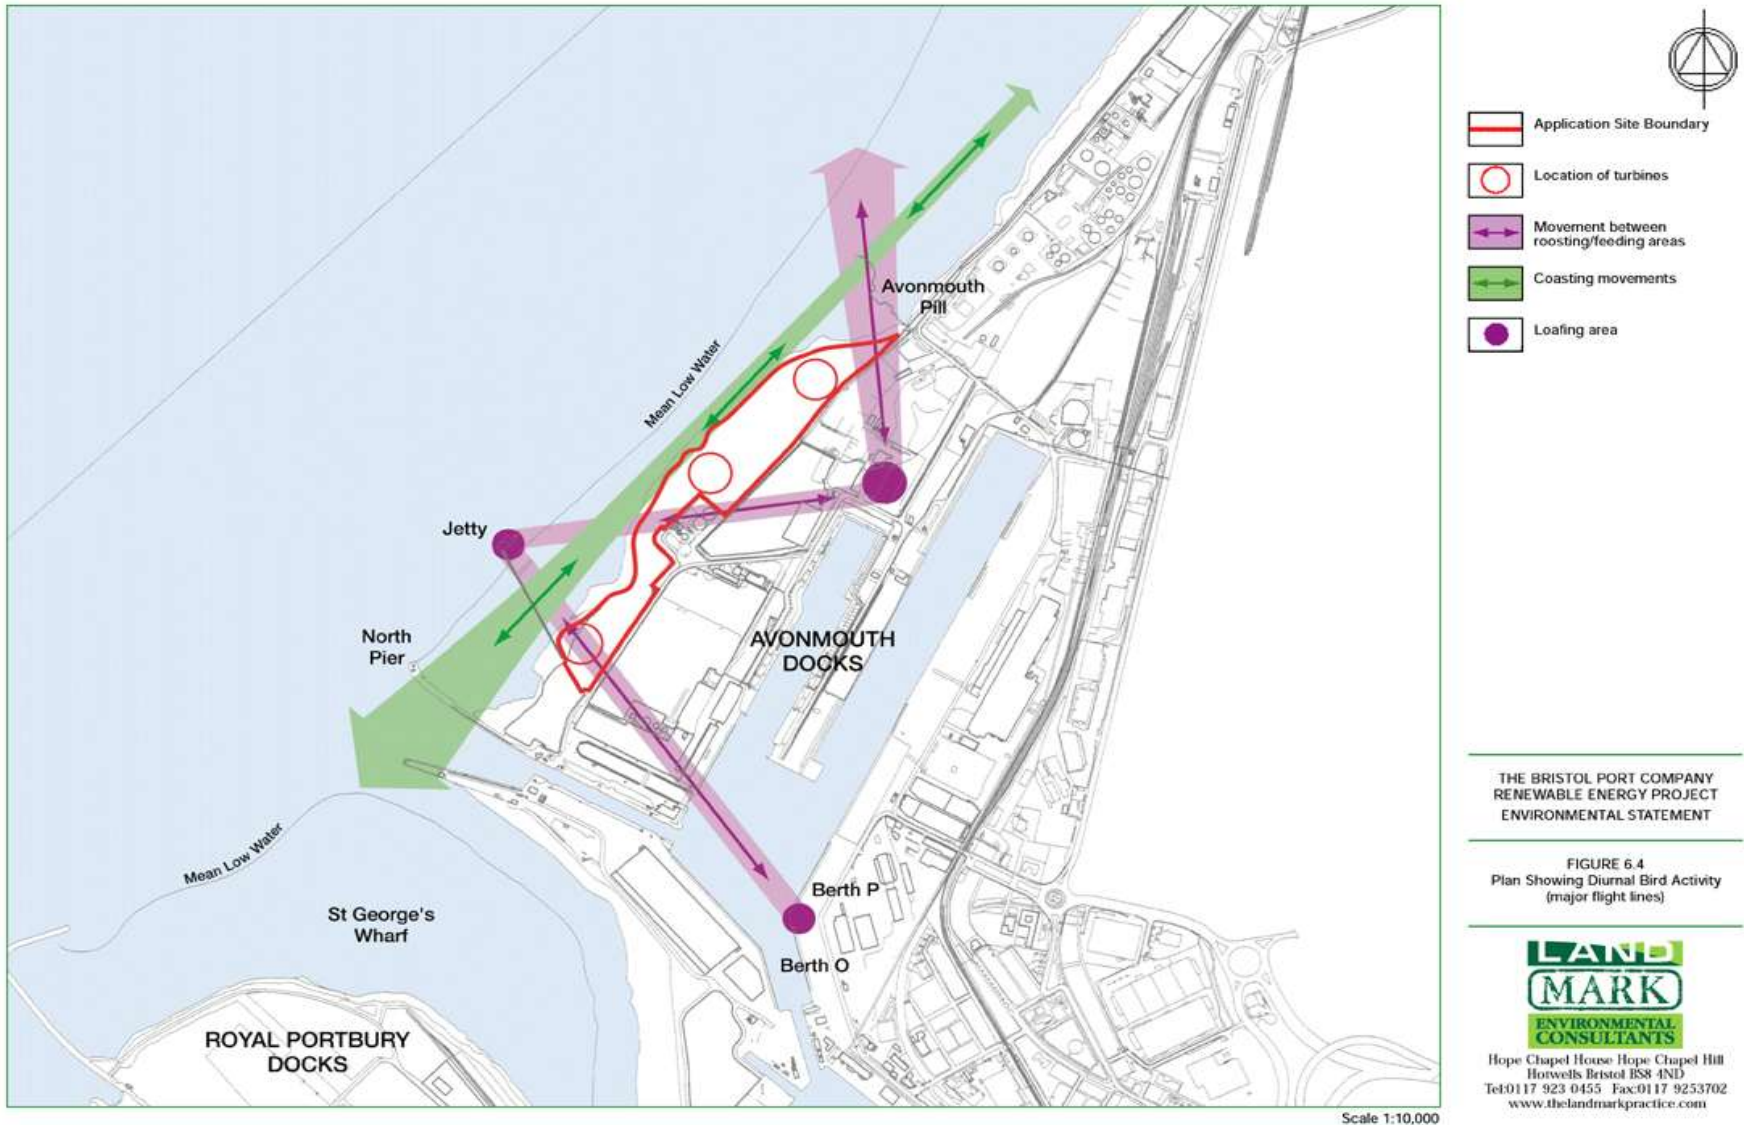 Avonmouth
Pill
Mean Low Water
Jetty
North
Pier
AVONMOUTH
DOCKS
Mean Low Water
Berth P
St George's
Wharf
Berth O
ROYAL PORTBURY
DOCKS
Application Site Boundary
Location of turbines
Movement between
roosting/feeding areas
Coasting movements
Loafing area
THE BRISTOL PORT COMPANY
RENEWABLE ENERGY PROJECT
ENVIRONMENTAL STATEMENT
FIGURE 6.4
Plan Showing Diurnal Bird Activity
(major flight lines)
LAND
MARK
ENVIRONMENTAL
CONSULTANTS
Hope Chapel House Hope Chapel Hill
Hotwells Bristol BS8 4ND
Tel:0117 923 0455 Fax:0117 9253702
www.thelandmarkpractice.com
Scale 1:10,000